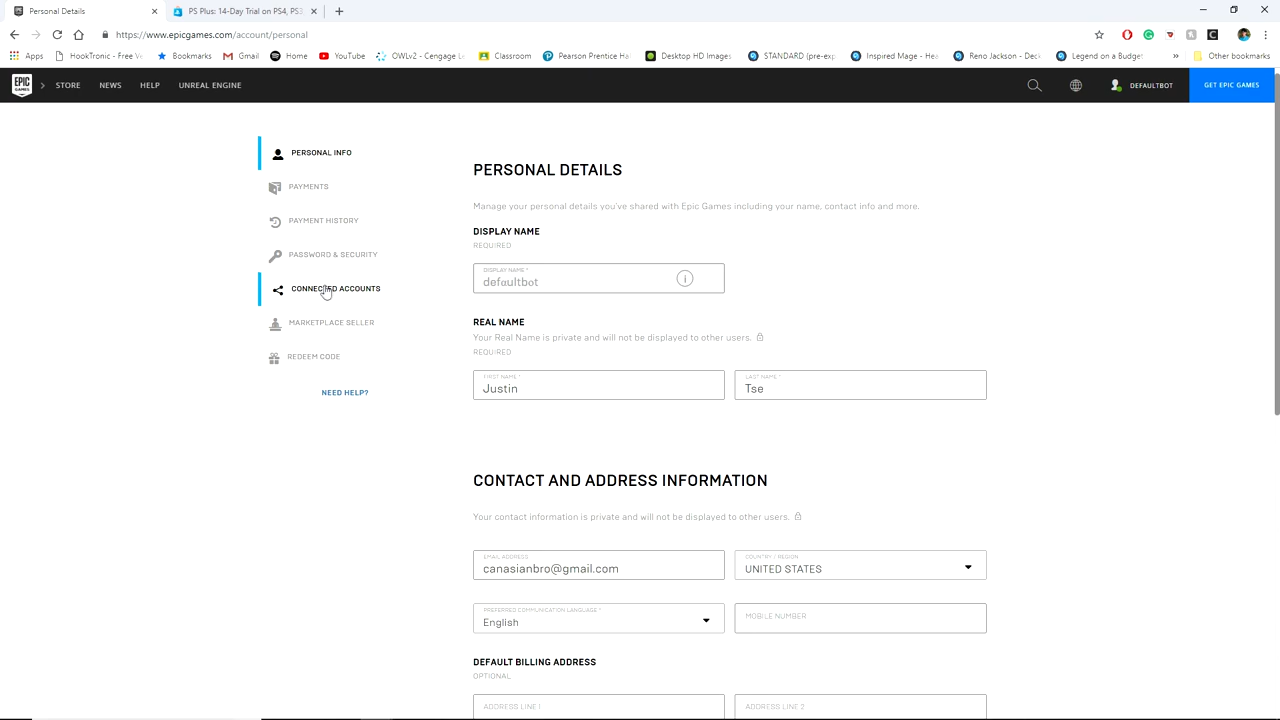 Personal Details
PS Plus: 14-Day Trial on PS4, PS3
https://www.epicgames.com/account/personal
Apps
HookTronic - Free V
Bookmarks
Gmail
Home
YouTube
OWLv2 - Cengage L
Classroom
Pearson Prentice Ha
Desktop HD Images
STANDARD (pre-exp
Inspired Mage - Hea
Reno Jackson - Deck
Legend on a Budget
»
Other bookmarks
EPIC GAMES
STORE
NEWS
HELP
UNREAL ENGINE
DEFAULTBOT
GET EPIC GAMES
PERSONAL INFO
PAYMENTS
PAYMENT HISTORY
PASSWORD & SECURITY
CONNECTED ACCOUNTS
MARKETPLACE SELLER
REDEEM CODE
NEED HELP?
PERSONAL DETAILS
Manage your personal details you've shared with Epic Games including your name, contact info and more.
DISPLAY NAME
REQUIRED
DISPLAY NAME *
defαultbot
REAL NAME
Your Real Name is private and will not be displayed to other users.
REQUIRED
FIRST NAME *
Justin
LAST NAME *
Tse
CONTACT AND ADDRESS INFORMATION
Your contact information is private and will not be displayed to other users.
EMAIL ADDRESS
canasianbro@gmail.com
COUNTRY / REGION
UNITED STATES
PREFERRED COMMUNICATION LANGUAGE *
English
MOBILE NUMBER
DEFAULT BILLING ADDRESS
OPTIONAL
ADDRESS LINE 1
ADDRESS LINE 2